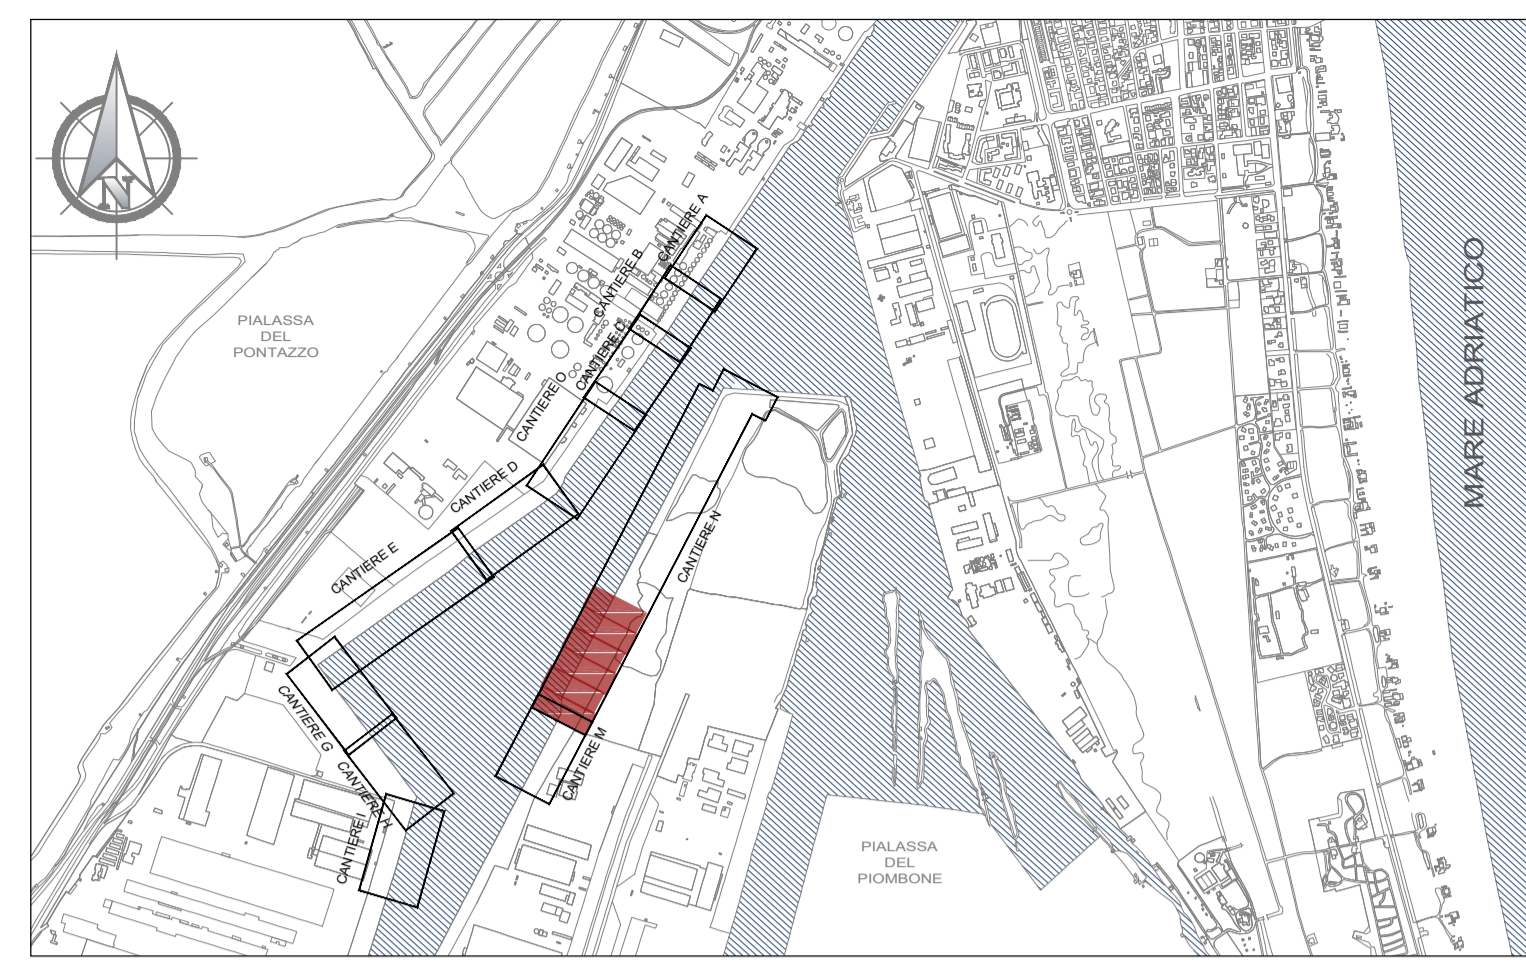 N
CANTIERE A
CANTIERE B
CANTIERE C
CANTIERE O
CANTIERE D
CANTIERE E
CANTIERE N
CANTIERE G
CANTIERE H
CANTIERE I
CANTIERE M
PIALASSA
DEL
PONTAZZO
PIALASSA
DEL
PIOMBONE
MARE ADRIATICO